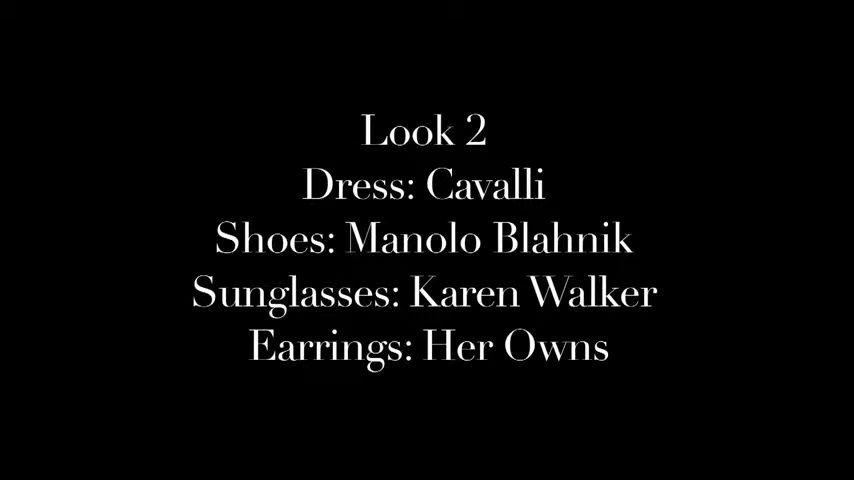 Look 2
Dress: Cavalli
Shoes: Manolo Blahnik
Sunglasses: Karen Walker
Earrings: Her Owns